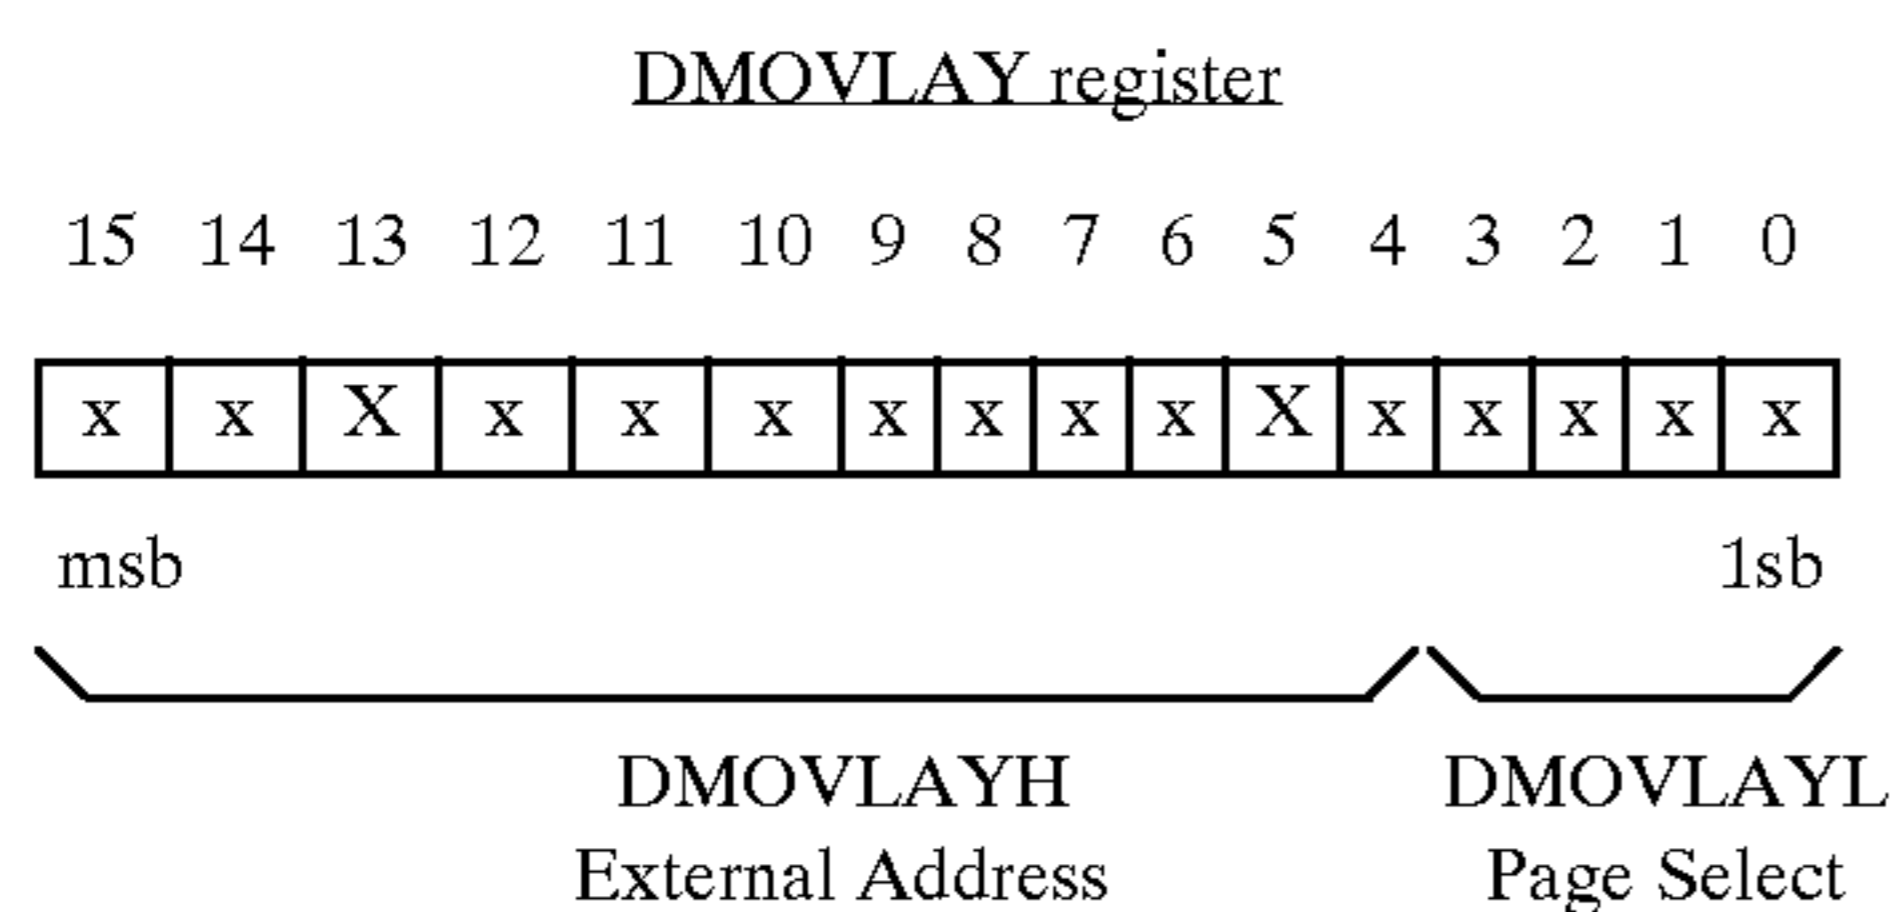 DMOVLAY register
15 14 13 12 11 10 9 8 7 6 5 4 3 2 1 0
x x X x x x x x x x X x x x x x
msb 1sb
DMOVLAYH DMOVLAYL
External Address Page Select